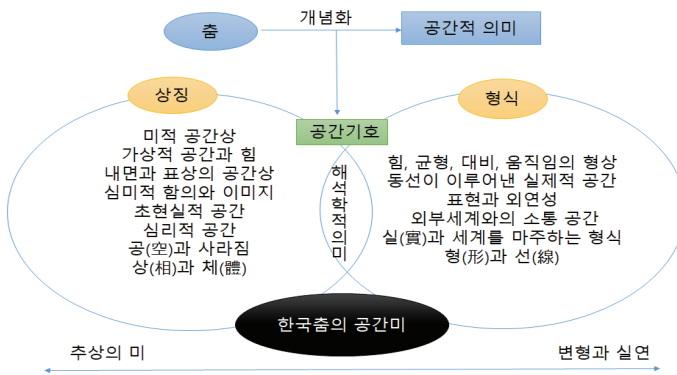 춤
개념화
공간적 의미
상징
형식
공간기호
미적 공간상
가상적 공간과 힘
내면과 표상의 공간상
심미적 함의와 이미지
초현실적 공간
심리적 공간
공(空)과 사라짐
상(相)과 체(體)
해석학적의미
힘, 균형, 대비, 움직임의 형상
동선이 이루어낸 실제적 공간
표현과 외연성
외부세계와의 소통 공간
실(實)과 세계를 마주하는 형식
형(形)과 선(線)
한국춤의 공간미
추상의 미
변형과 실연